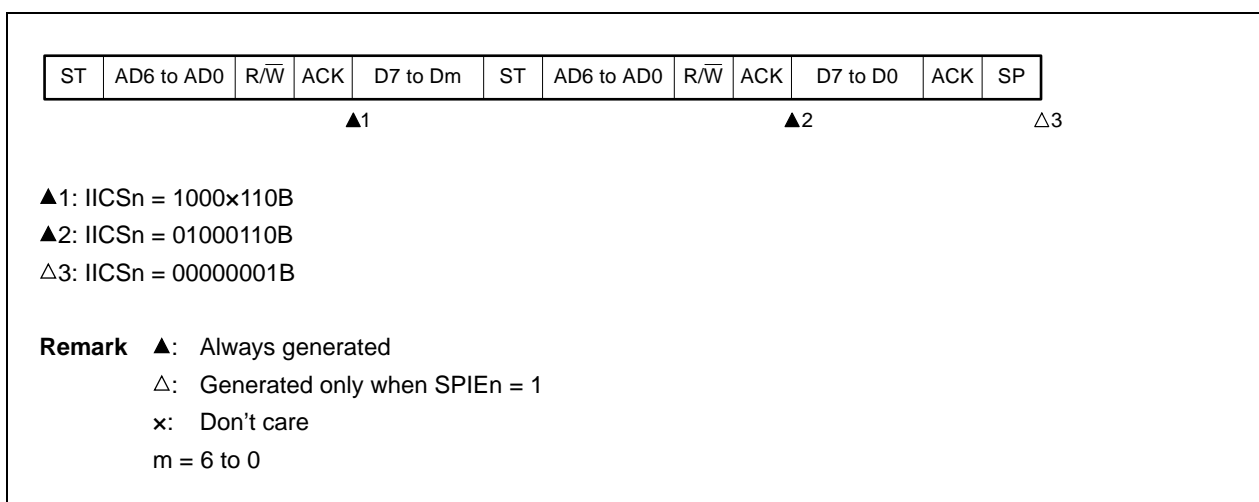 ST AD6 to AD0 R/W̅ ACK D7 to Dm ST AD6 to AD0 R/W̅ ACK D7 to D0 ACK SP
▲1 ▲2 △3
▲1: IICSn = 1000×110B
▲2: IICSn = 01000110B
△3: IICSn = 00000001B
Remark ▲: Always generated
△: Generated only when SPIEn = 1
×: Don't care
m = 6 to 0